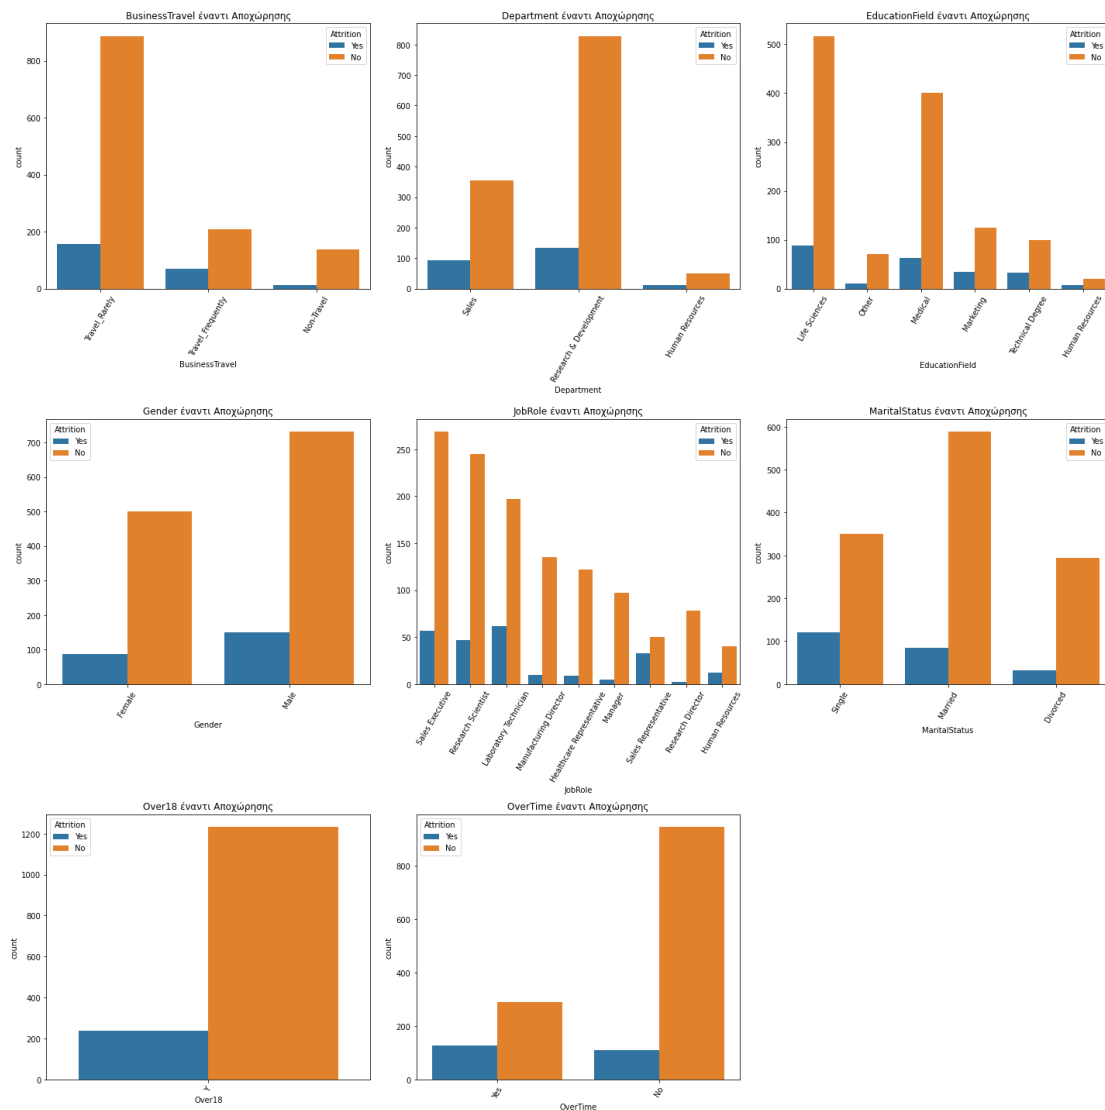 BusinessTravel έναντι Αποχώρησης
Attrition
Yes
No
800
600
400
200
0
count
Travel_Rarely
Travel_Frequently
Non-Travel
BusinessTravel
Department έναντι Αποχώρησης
Attrition
Yes
No
800
700
600
500
400
300
200
100
0
count
Sales
Research & Development
Human Resources
Department
EducationField έναντι Αποχώρησης
Attrition
Yes
No
500
400
300
200
100
0
count
Life Sciences
Other
Medical
Marketing
Technical Degree
Human Resources
EducationField
Gender έναντι Αποχώρησης
Attrition
Yes
No
700
600
500
400
300
200
100
0
count
Female
Male
Gender
JobRole έναντι Αποχώρησης
Attrition
Yes
No
250
200
150
100
50
0
count
Sales Executive
Research Scientist
Laboratory Technician
Manufacturing Director
Healthcare Representative
Manager
Sales Representative
Research Director
Human Resources
JobRole
MaritalStatus έναντι Αποχώρησης
Attrition
Yes
No
600
500
400
300
200
100
0
count
Single
Married
Divorced
MaritalStatus
Over18 έναντι Αποχώρησης
Attrition
Yes
No
1200
1000
800
600
400
200
0
count
Y
Over18
OverTime έναντι Αποχώρησης
Attrition
Yes
No
800
600
400
200
0
count
Yes
No
OverTime